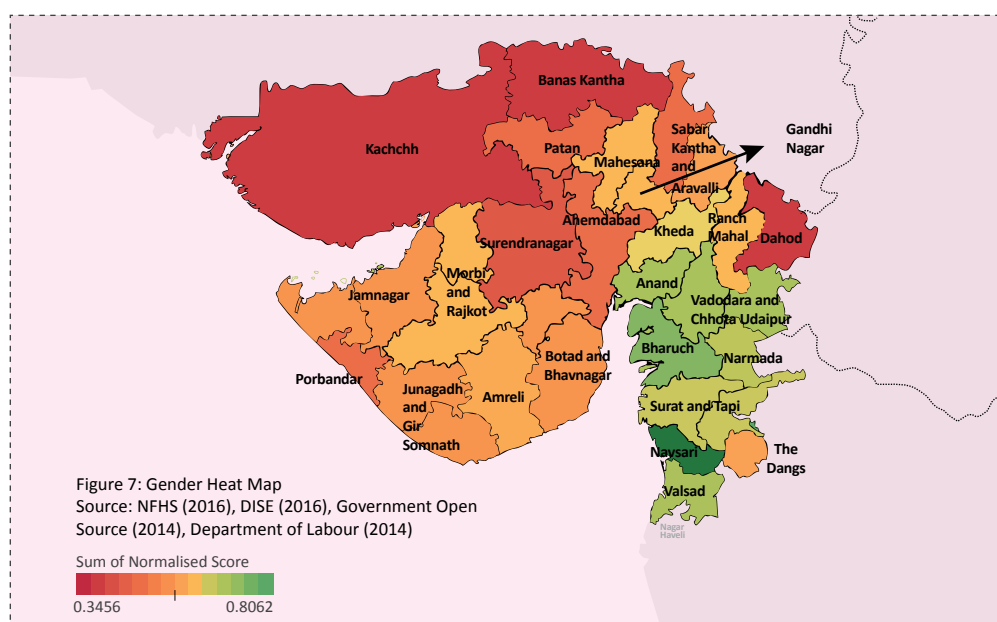 Banas Kantha
Kachchh
Patan
Mahesana
Sabar
Kantha
and
Aravalli
Gandhi
Nagar
Ahemdabad
Surendranagar
Kheda
Ranch
Mahal
Dahod
Morbi
and
Rajkot
Jamnagar
Anand
Vadodara and
Chhota Udaipur
Bharuch
Narmada
Porbandar
Junagadh
and
Gir
Somnath
Amreli
Botad and
Bhavnagar
Surat and Tapi
Navsari
The
Dangs
Valsad
Nagar
Haveli
Figure 7: Gender Heat Map
Source: NFHS (2016), DISE (2016), Government Open
Source (2014), Department of Labour (2014)
Sum of Normalised Score
0.3456
0.8062